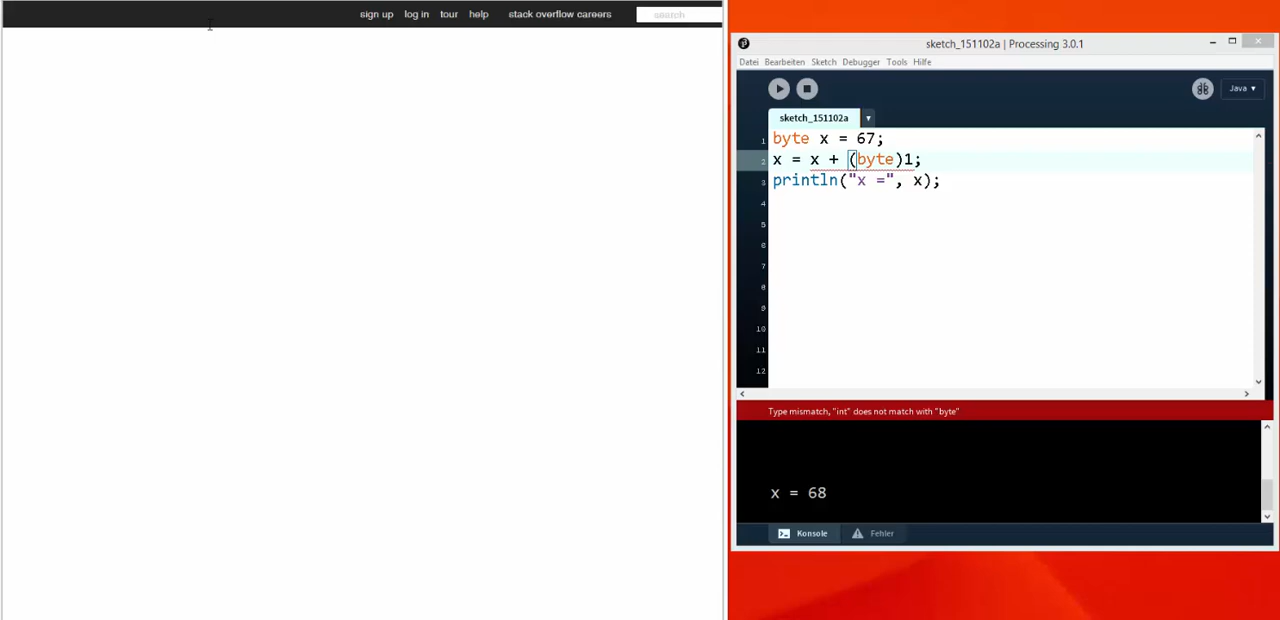 sign up log in tour help stack overflow careers search
sketch_151102a | Processing 3.0.1
Datei Bearbeiten Sketch Debugger Tools Hilfe
Java ▾
sketch_151102a ▾
1 byte x = 67;
2 x = x + (byte)1;
3 println("x =", x);
4
5
6
7
8
9
10
11
12
Type mismatch, "int" does not match with "byte"
x = 68
Konsole Fehler